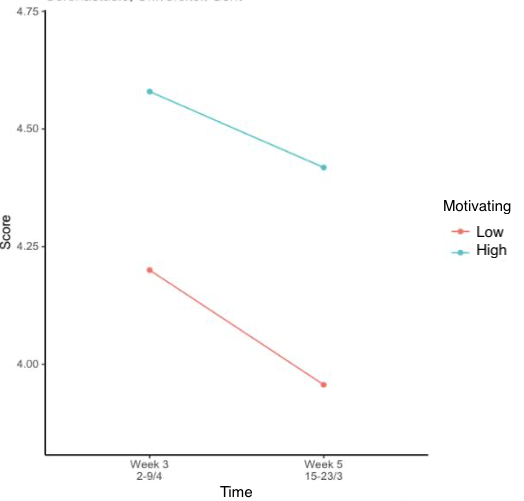 4.75
4.50
4.25
4.00
Score
Week 3
2-9/4
Week 5
15-23/3
Time
Motivating
Low
High